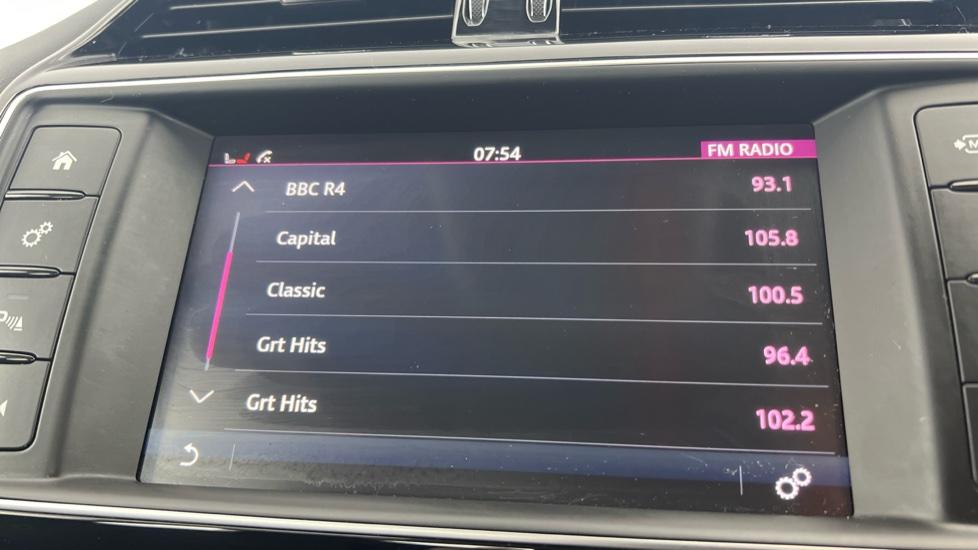 07:54 FM RADIO
BBC R4 93.1
Capital 105.8
Classic 100.5
Grt Hits 96.4
Grt Hits 102.2